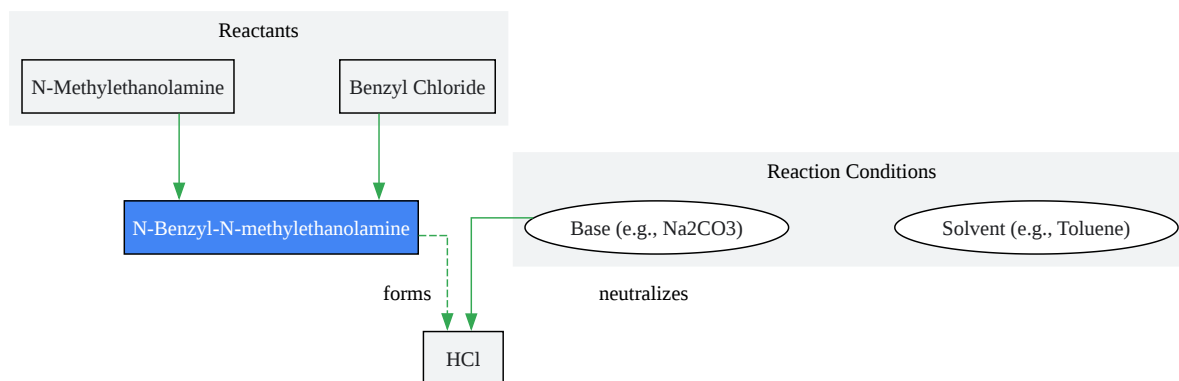 Reactants
N-Methylethanolamine
Benzyl Chloride
Reaction Conditions
N-Benzyl-N-methylethanolamine
Base (e.g., Na2CO3)
Solvent (e.g., Toluene)
forms
neutralizes
HCl